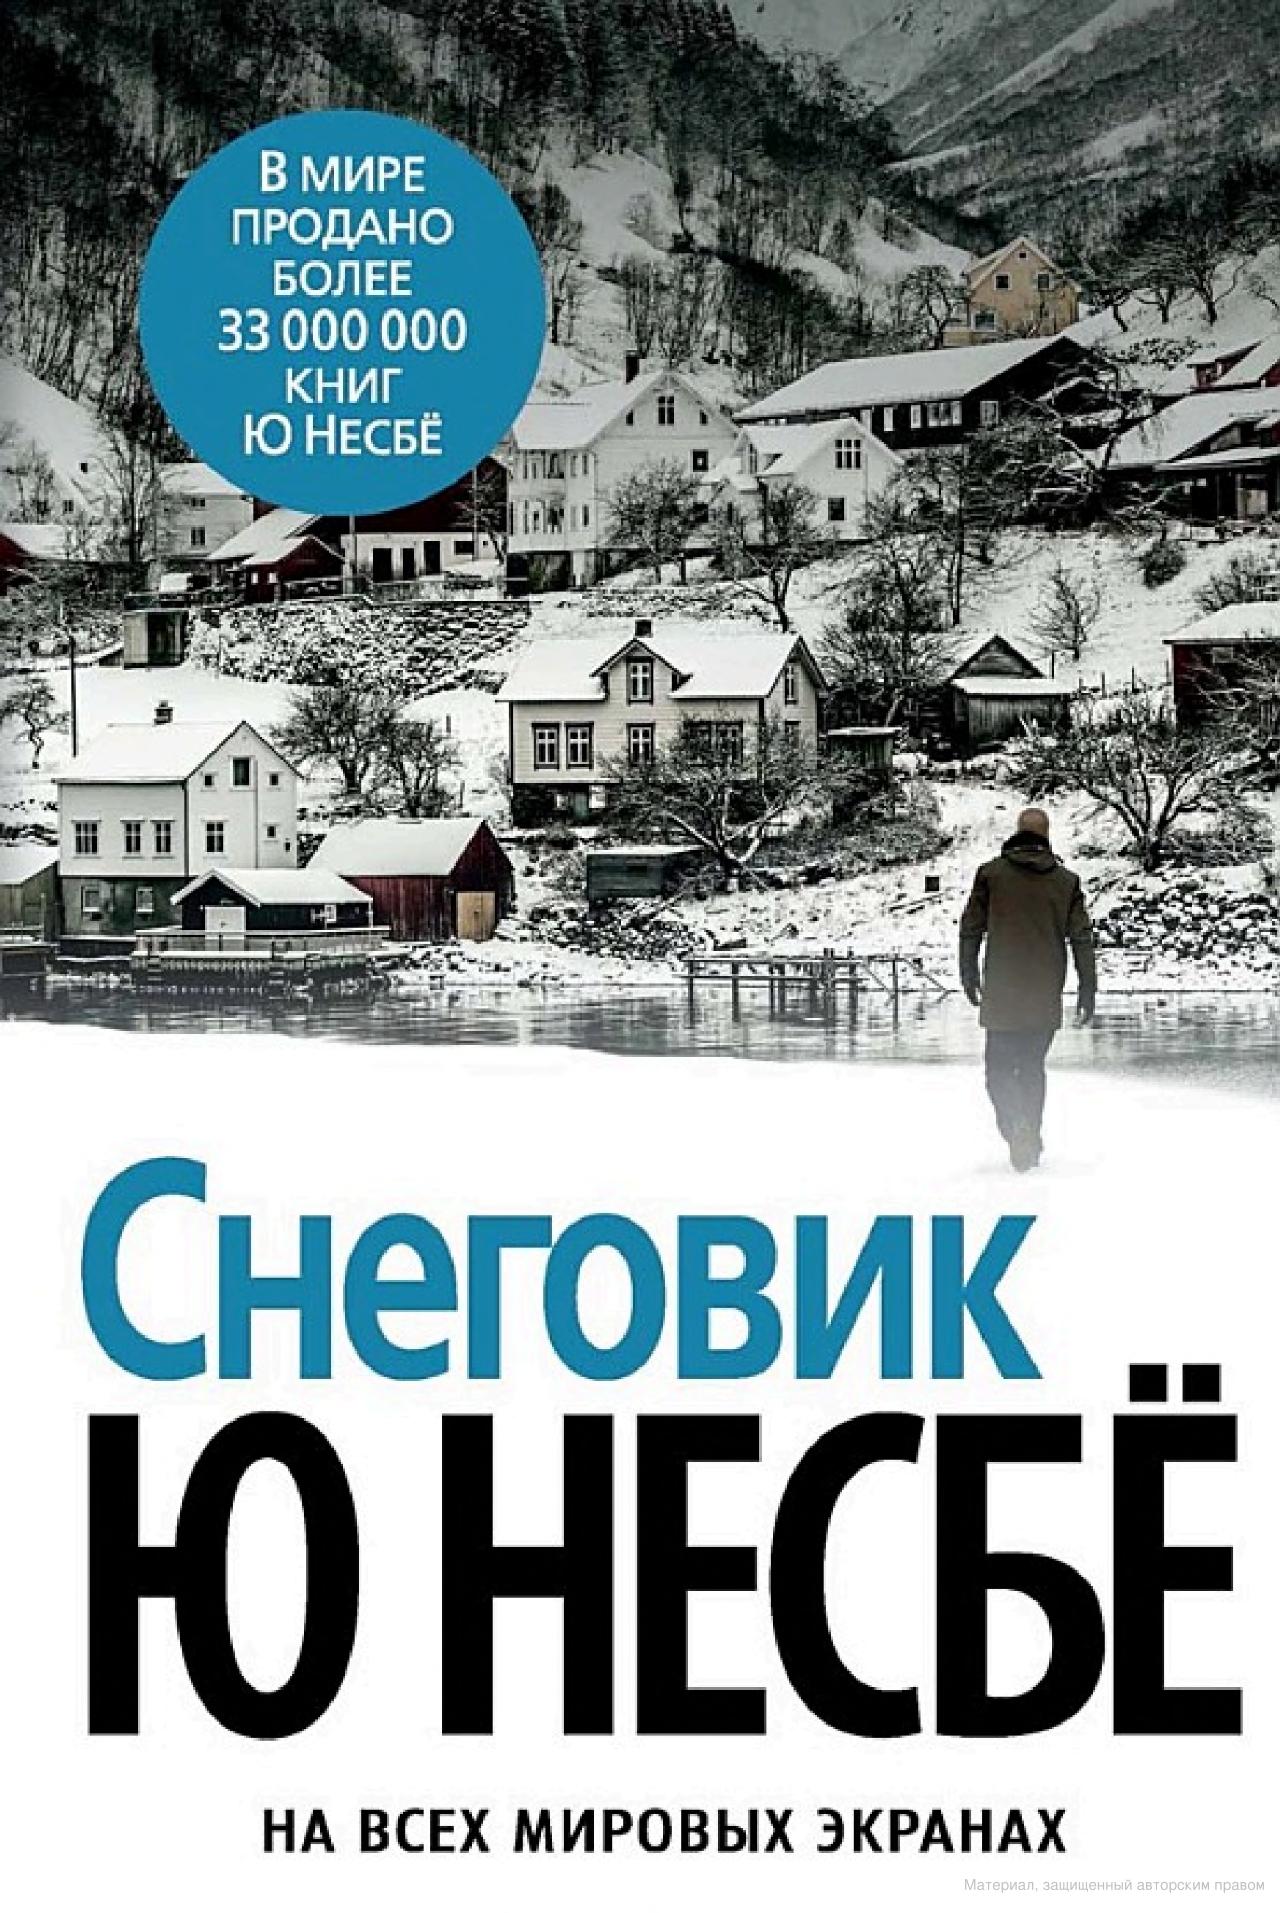 В МИРЕ
ПРОДАНО
БОЛЕЕ
33 000 000
КНИГ
Ю НЕСБЁ
Снеговик
Ю НЕСБЁ
НА ВСЕХ МИРОВЫХ ЭКРАНАХ
Материал, защищенный авторским правом